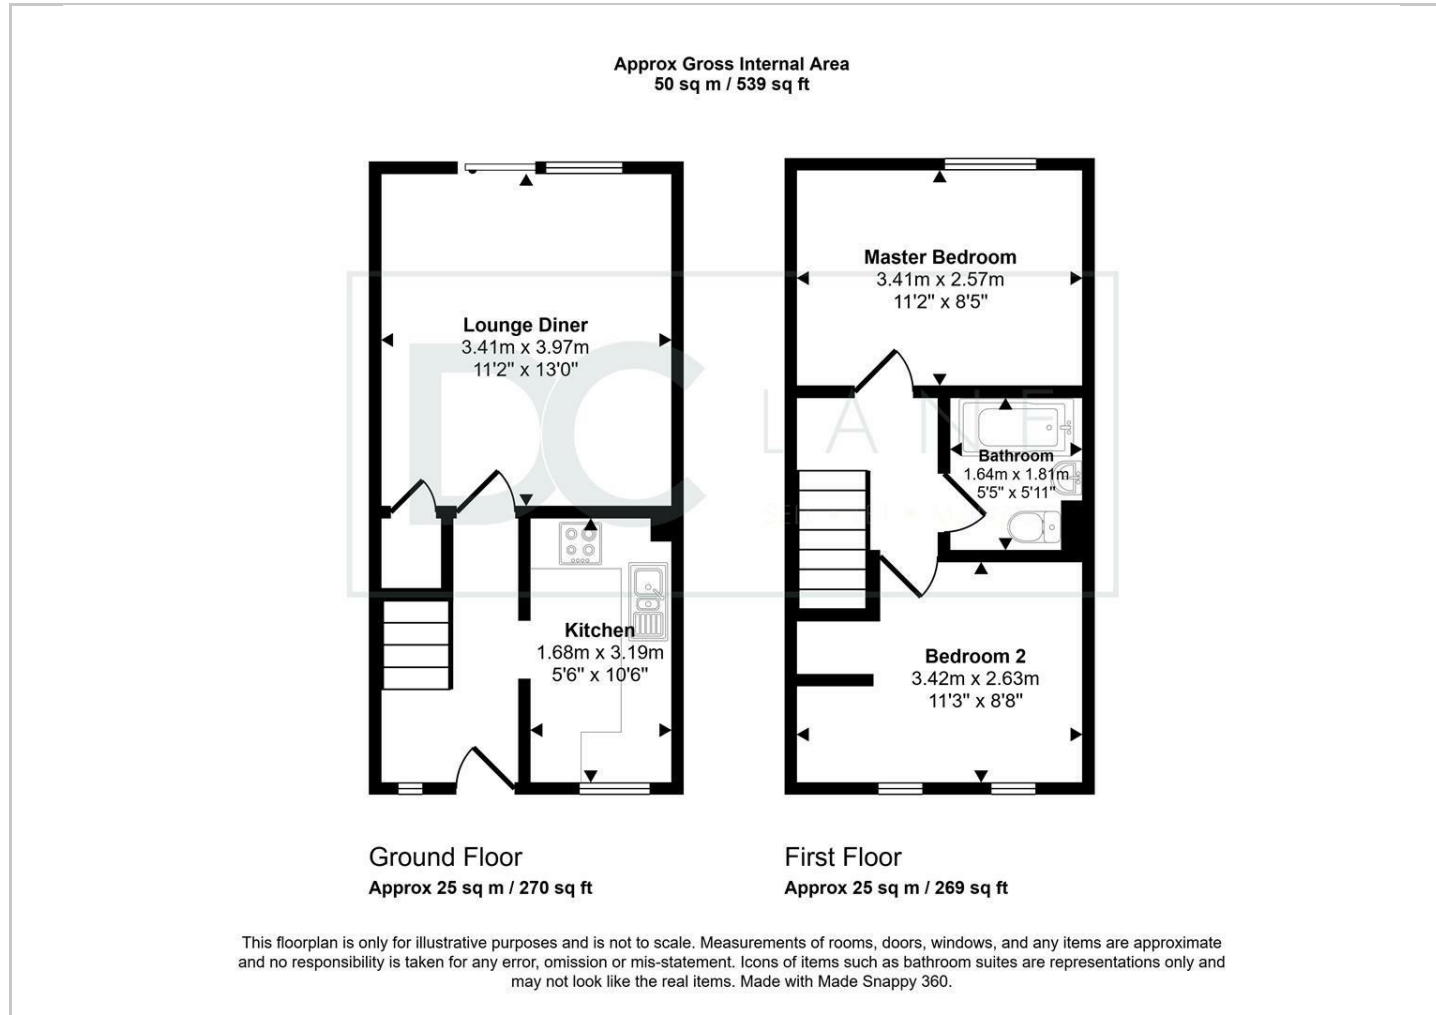 Approx Gross Internal Area
50 sq m / 539 sq ft
Lounge Diner
3.41m x 3.97m
11'2" x 13'0"
Kitchen
1.68m x 3.19m
5'6" x 10'6"
Master Bedroom
3.41m x 2.57m
11'2" x 8'5"
Bathroom
1.64m x 1.81m
5'5" x 5'11"
Bedroom 2
3.42m x 2.63m
11'3" x 8'8"
DC LANE
Ground Floor
Approx 25 sq m / 270 sq ft
First Floor
Approx 25 sq m / 269 sq ft
This floorplan is only for illustrative purposes and is not to scale. Measurements of rooms, doors, windows, and any items are approximate
and no responsibility is taken for any error, omission or mis-statement. Icons of items such as bathroom suites are representations only and
may not look like the real items. Made with Made Snappy 360.